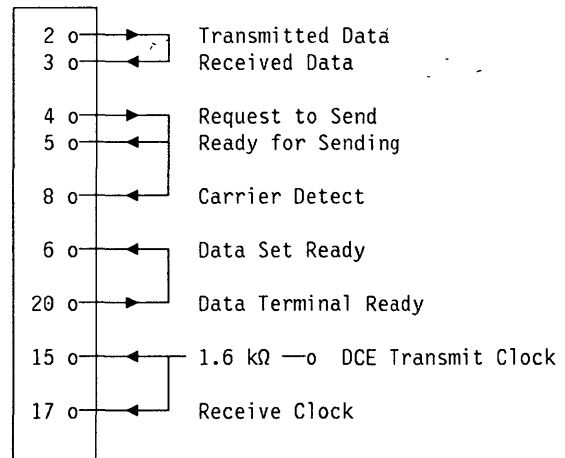 2 o Transmitted Data
3 o Received Data
4 o Request to Send
5 o Ready for Sending
8 o Carrier Detect
6 o Data Set Ready
20 o Data Terminal Ready
15 o 1.6 kΩ —o DCE Transmit Clock
17 o Receive Clock